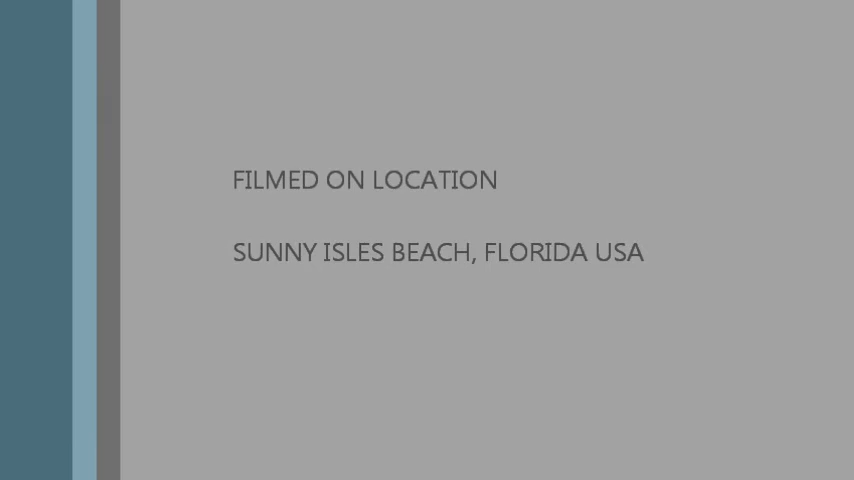 FILMED ON LOCATION
SUNNY ISLES BEACH, FLORIDA USA